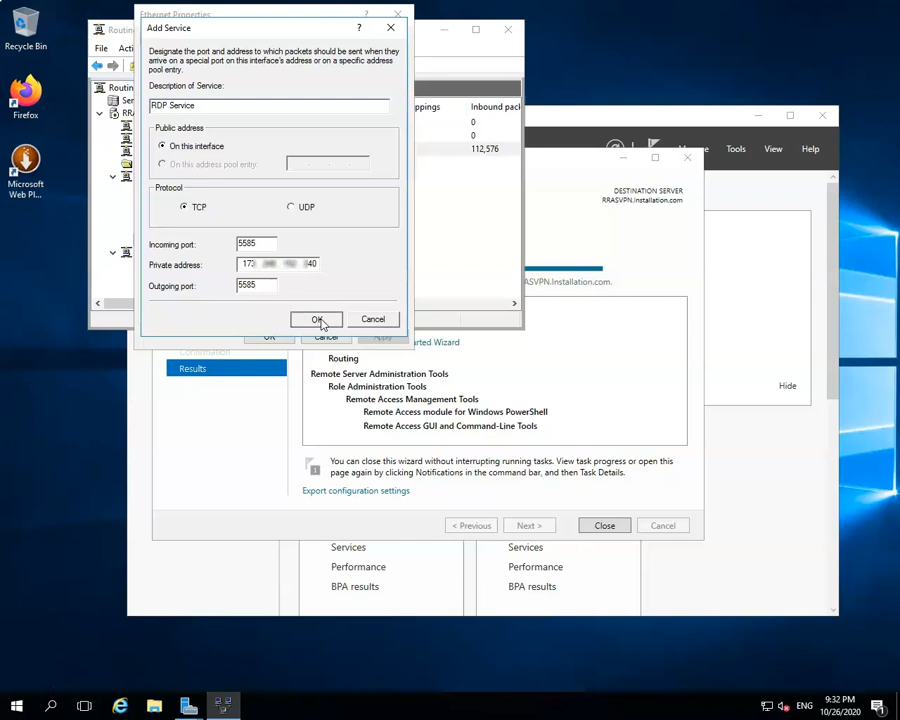 Recycle Bin
Firefox
Microsoft
Web Pl...
Routing
File
Ethernet Properties
Add Service
Designate the port and address to which packets should be sent when they
arrive on a special port on this interface's address or on a specific address
pool entry.
Description of Service:
RDP Service
Public address
On this interface
On this address pool entry:
Protocol
TCP
UDP
Incoming port:
5585
Private address:
Outgoing port:
5585
OK
Cancel
OK
Cancel
Apply
Inbound pack
0
0
112,576
Tools
View
Help
DESTINATION SERVER
RRASVPN.Installation.com
ASVPN.Installation.com.
Confirmation
Results
arted Wizard
Routing
Remote Server Administration Tools
Role Administration Tools
Remote Access Management Tools
Remote Access module for Windows PowerShell
Remote Access GUI and Command-Line Tools
Hide
1
You can close this wizard without interrupting running tasks. View task progress or open this
page again by clicking Notifications in the command bar, and then Task Details.
Export configuration settings
< Previous
Next >
Close
Cancel
Services
Performance
BPA results
Services
Performance
BPA results
ENG
9:32 PM
10/26/2020
1